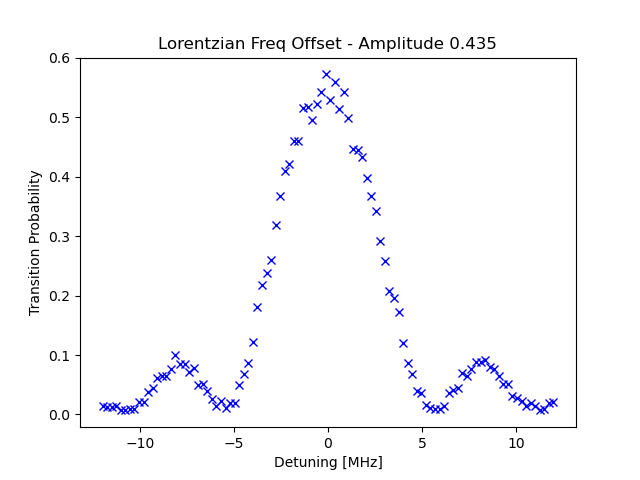 Lorentzian Freq Offset - Amplitude 0.435
Transition Probability
0.6
0.5
0.4
0.3
0.2
0.1
0.0
−10 −5 0 5 10
Detuning [MHz]